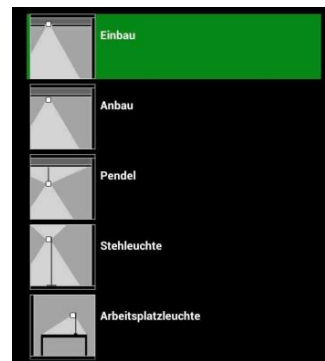 Einbau
Anbau
Pendel
Stehleuchte
Arbeitsplatzleuchte